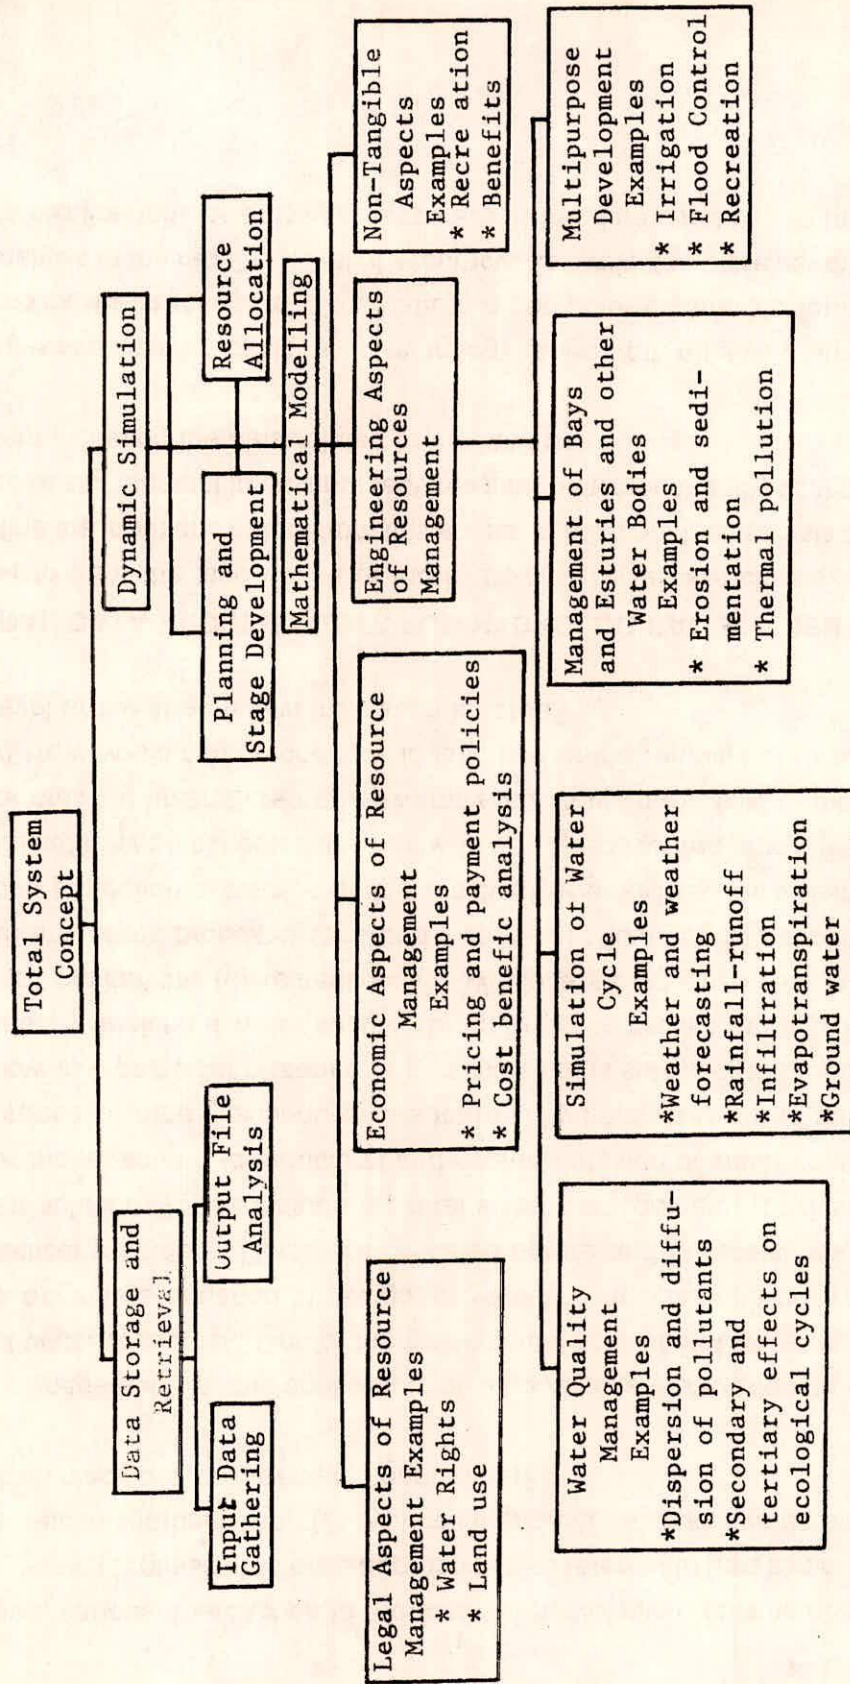 Total System
Concept
Data Storage and
Retrieval
Dynamic Simulation
Input Data
Gathering
Output File
Analysis
Planning and
Stage Development
Resource
Allocation
Mathematical Modelling
Legal Aspects of Resource
Management Examples
* Water Rights
* Land use
Economic Aspects of Resource
Management
Examples
* Pricing and payment policies
* Cost benefic analysis
Engineering Aspects
of Resources
Management
Non-Tangible
Aspects
Examples
* Recre ation
* Benefits
Water Quality
Management
Examples
*Dispersion and diffu-
sion of pollutants
*Secondary and
tertiary effects on
ecological cycles
Simulation of Water
Cycle
Examples
*Weather and weather
forecasting
*Rainfall-runoff
*Infiltration
*Evapotranspiration
*Ground water
Management of Bays
and Esturies and other
Water Bodies
Examples
* Erosion ad sedi-
mentation
* Thermal pollution
Multipurpose
Development
Examples
* Irrigation
* Flood Control
* Recreation